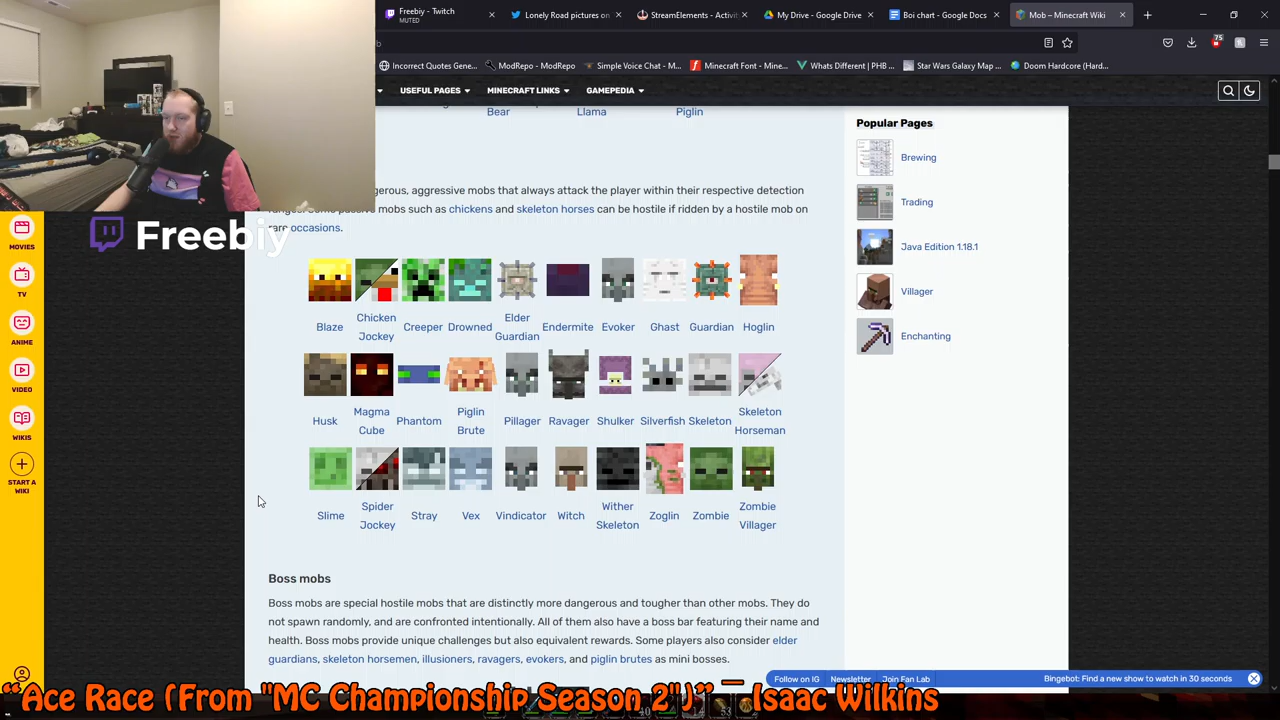 Freebiy - Twitch
MUTED
Lonely Road pictures on
StreamElements - Activi
My Drive - Google Drive
Boi chart - Google Docs
Mob – Minecraft Wiki
75
Incorrect Quotes Gene...
ModRepo - ModRepo
Simple Voice Chat - M...
Minecraft Font - Mine...
Whats Different | PHB ...
Star Wars Galaxy Map ...
Doom Hardcore (Hard...
USEFUL PAGES
MINECRAFT LINKS
GAMEPEDIA
Bear
Llama
Piglin
gerous, aggressive mobs that always attack the player within their respective detection
mobs such as chickens and skeleton horses can be hostile if ridden by a hostile mob on
rare occasions.
Freebiy
MOVIES
TV
ANIME
VIDEO
WIKIS
START A
WIKI
Blaze
Chicken
Jockey
Creeper
Drowned
Elder
Guardian
Endermite
Evoker
Ghast
Guardian
Hoglin
Husk
Magma
Cube
Phantom
Piglin
Brute
Pillager
Ravager
Shulker
Silverfish
Skeleton
Skeleton
Horseman
Slime
Spider
Jockey
Stray
Vex
Vindicator
Witch
Wither
Skeleton
Zoglin
Zombie
Zombie
Villager
Boss mobs
Boss mobs are special hostile mobs that are distinctly more dangerous and tougher than other mobs. They do
not spawn randomly, and are confronted intentionally. All of them also have a boss bar featuring their name and
health. Boss mobs provide unique challenges but also equivalent rewards. Some players also consider elder
guardians, skeleton horsemen, illusioners, ravagers, evokers, and piglin brutes as mini bosses.
Popular Pages
Brewing
Trading
Java Edition 1.18.1
Villager
Enchanting
Follow on IG
Newsletter
Join Fan Lab
Bingebot: Find a new show to watch in 30 seconds
“Ace Race (From "MC Championship Season 2")” — Isaac Wilkins